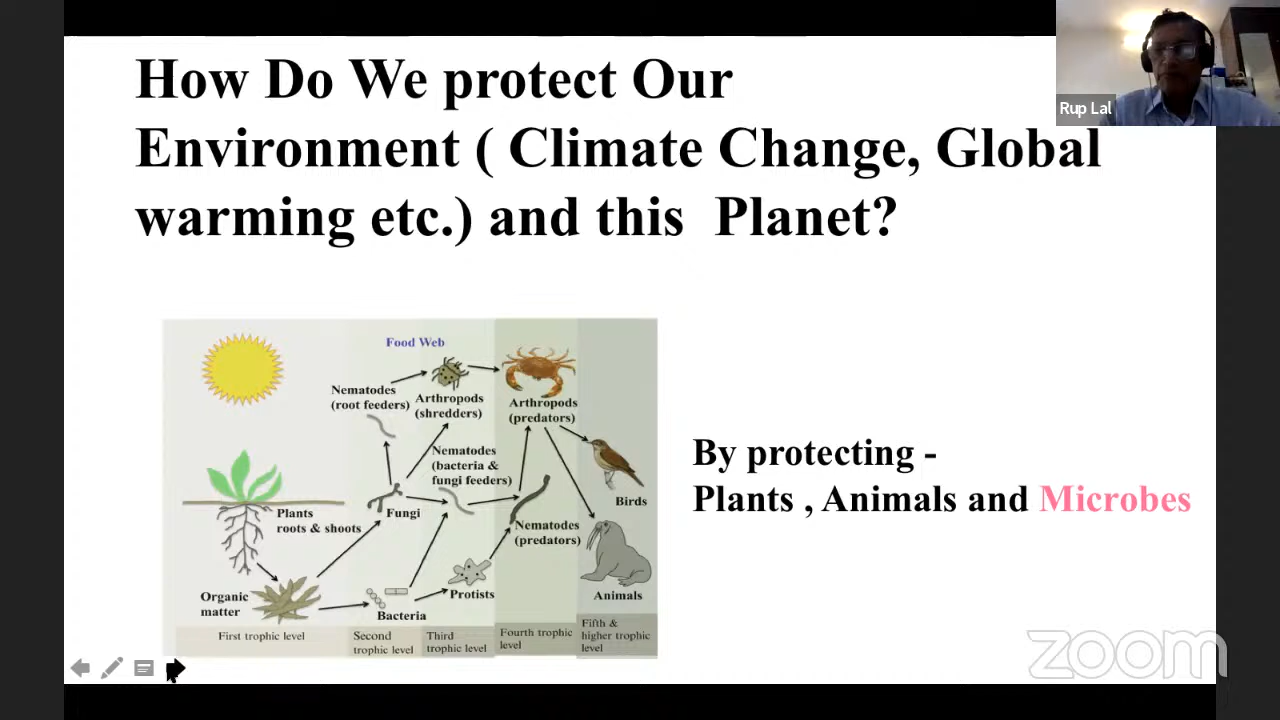 How Do We protect Our
Environment ( Climate Change, Global
warming etc.) and this Planet?
Rup Lal
Food Web
Nematodes
(root feeders)
Arthropods
(shredders)
Arthropods
(predators)
Nematodes
(bacteria &
fungi feeders)
Birds
Plants
roots & shoots
Fungi
Nematodes
(predators)
Organic
matter
Bacteria
Protists
Animals
First trophic level
Second
trophic level
Third
trophic level
Fourth trophic
level
Fifth &
higher trophic
level
By protecting -
Plants , Animals and Microbes
zoom